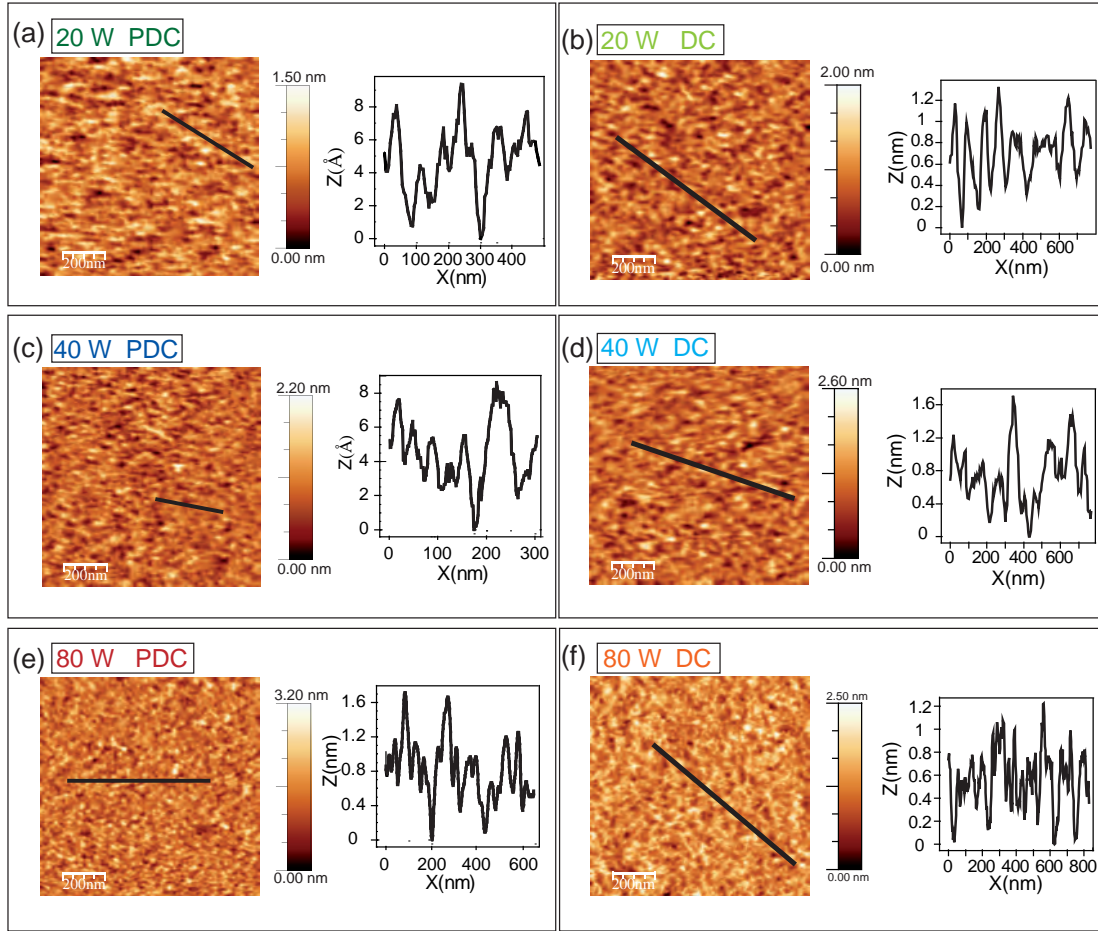 (a) 20 W PDC
1.50 nm
0.00 nm
200nm
Z(Å)
8
6
4
2
0
0 100 200 300 400
X(nm)
(b) 20 W DC
2.00 nm
0.00 nm
200nm
Z(nm)
1.2
1
0.8
0.6
0.4
0.2
0
0 200 400 600
X(nm)
(c) 40 W PDC
2.20 nm
0.00 nm
200nm
Z(Å)
8
6
4
2
0
0 100 200 300
X(nm)
(d) 40 W DC
2.60 nm
0.00 nm
200nm
Z(nm)
1.6
1.2
0.8
0.4
0
0 200 400 600
X(nm)
(e) 80 W PDC
3.20 nm
0.00 nm
200nm
Z(nm)
1.6
1.2
0.8
0.4
0
0 200 400 600
X(nm)
(f) 80 W DC
2.50 nm
0.00 nm
200nm
Z(nm)
1.2
1
0.8
0.6
0.4
0.2
0
0 200 400 600 800
X(nm)